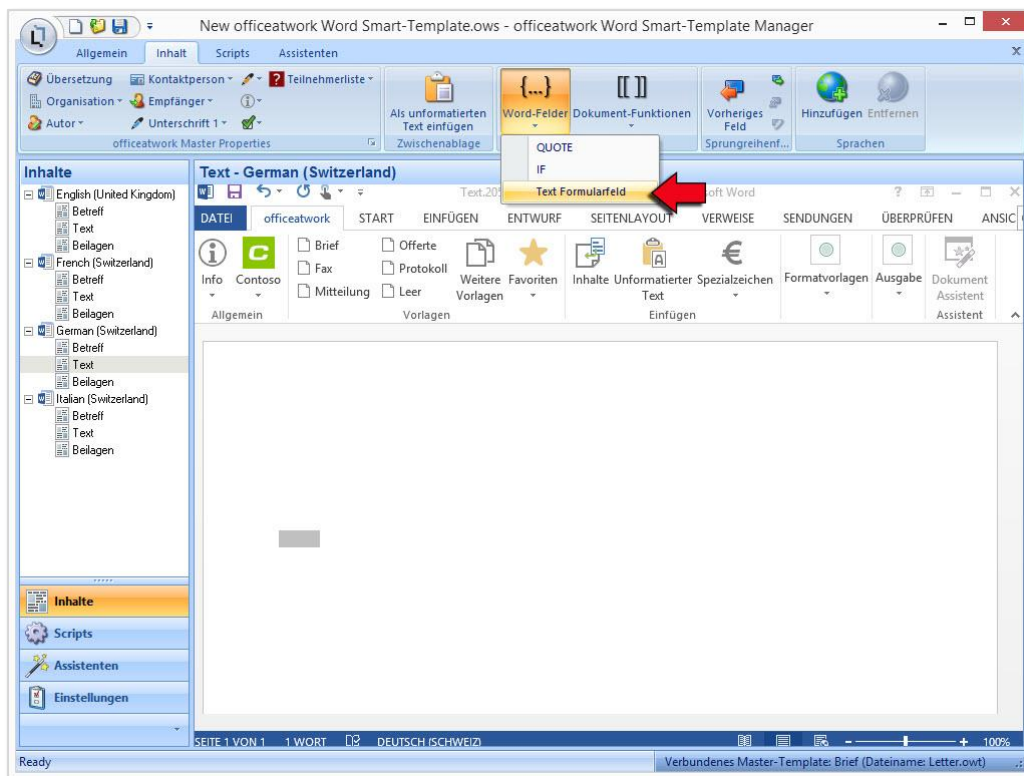 New officeatwork Word Smart-Template.ows - officeatwork Word Smart-Template Manager
Allgemein Inhalt Scripts Assistenten
Übersetzung Kontaktperson Teilnehmerliste
Organisation Empfänger
Autor Unterschrift 1
officeatwork Master Properties
Als unformatierten
Text einfügen
Zwischenablage
{...} [[ ]]
Word-Felder Dokument-Funktionen
QUOTE
IF
Text Formularfeld
Vorheriges
Feld
Sprungreihenf...
Hinzufügen Entfernen
Sprachen
Inhalte
English (United Kingdom)
Betreff
Text
Beilagen
French (Switzerland)
Betreff
Text
Beilagen
German (Switzerland)
Betreff
Text
Beilagen
Italian (Switzerland)
Betreff
Text
Beilagen
Inhalte
Scripts
Assistenten
Einstellungen
Text - German (Switzerland)
DATEI officeatwork START EINFÜGEN ENTWURF SEITENLAYOUT VERWEISE SENDUNGEN ÜBERPRÜ ANSIC
Info Contoso
Allgemein
Brief Offerte
Fax Protokoll
Mitteilung Leer
Weitere Favoriten
Vorlagen
Vorlagen
Inhalte Unformatierter Spezialzeichen
Text
Einfügen
Formatvorlagen Ausgabe Dokument
Assistent
Assistent
SEITE 1 VON 1 1 WORT DEUTSCH (SCHWEIZ) 100%
Ready Verbundenes Master-Template: Brief (Dateiname: Letter.owt)